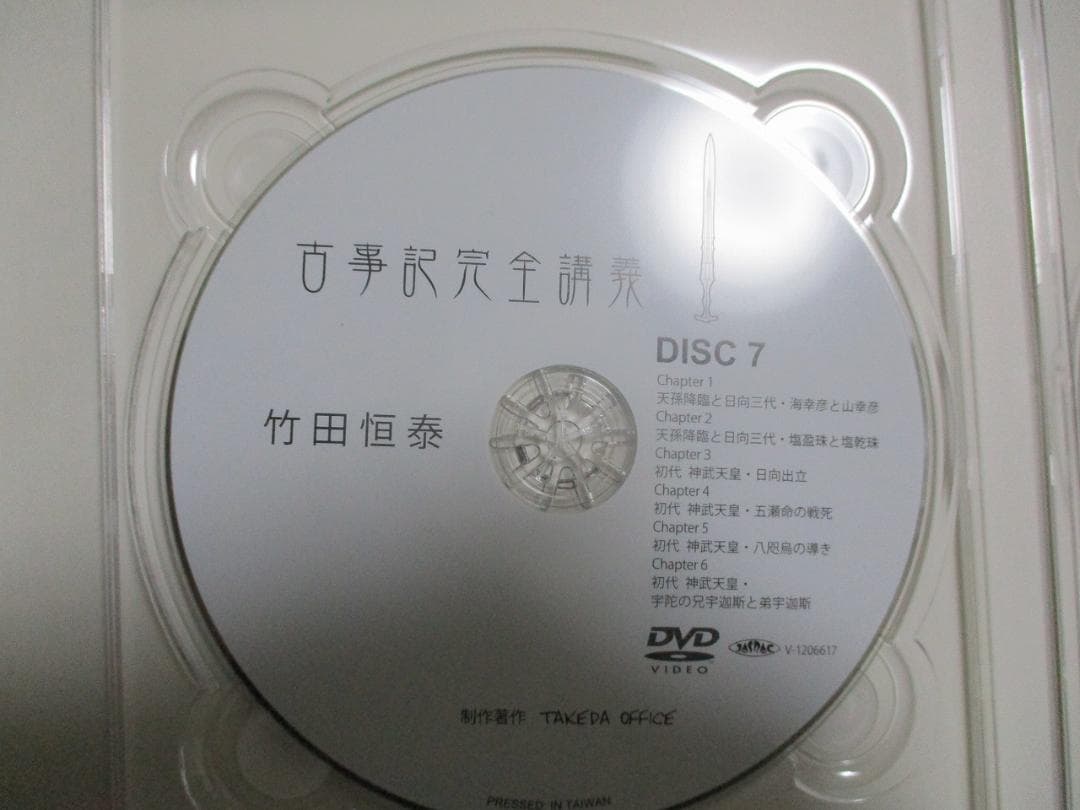 古事記完全講義
竹田恒泰
DISC 7
Chapter 1
天孫降臨と日向三代・海幸彦と山幸彦
Chapter 2
天孫降臨と日向三代・塩盈珠と塩乾珠
Chapter 3
初代 神武天皇・日向出立
Chapter 4
初代 神武天皇・五瀬命の戦死
Chapter 5
初代 神武天皇・八咫烏の導き
Chapter 6
初代 神武天皇・
宇陀の兄宇迦斯と弟宇迦斯
DVD
VIDEO
JASRAC
V-1206617
制作著作 TAKEDA OFFICE
PRESSED IN TAIWAN